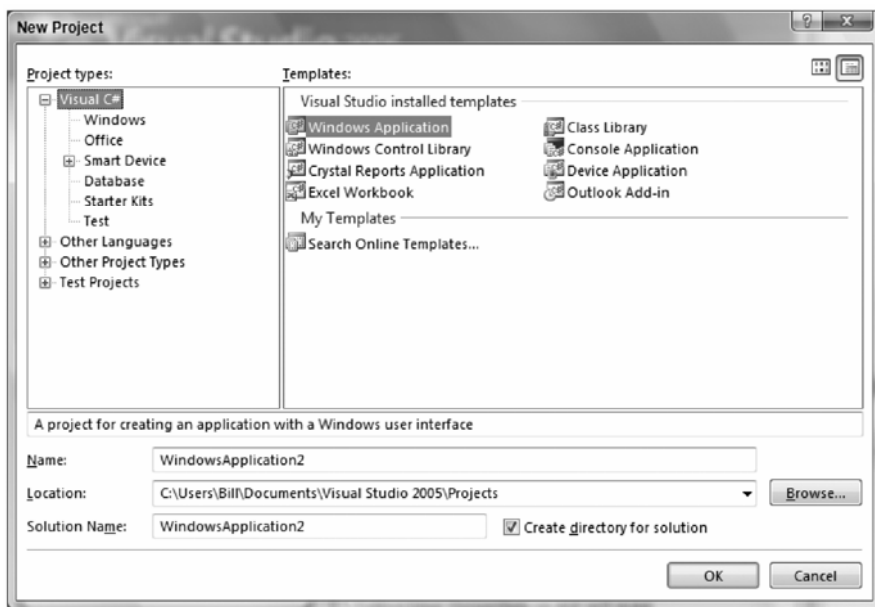 New Project
Project types:
Templates:
Visual C#
Windows
Office
Smart Device
Database
Starter Kits
Test
Other Languages
Other Project Types
Test Projects
Visual Studio installed templates
Windows Application
Class Library
Windows Control Library
Console Application
Crystal Reports Application
Device Application
Excel Workbook
Outlook Add-in
My Templates
Search Online Templates...
A project for creating an application with a Windows user interface
Name: WindowsApplication2
Location: C:\Users\Bill\Documents\Visual Studio 2005\Projects Browse...
Solution Name: WindowsApplication2 Create directory for solution
OK Cancel